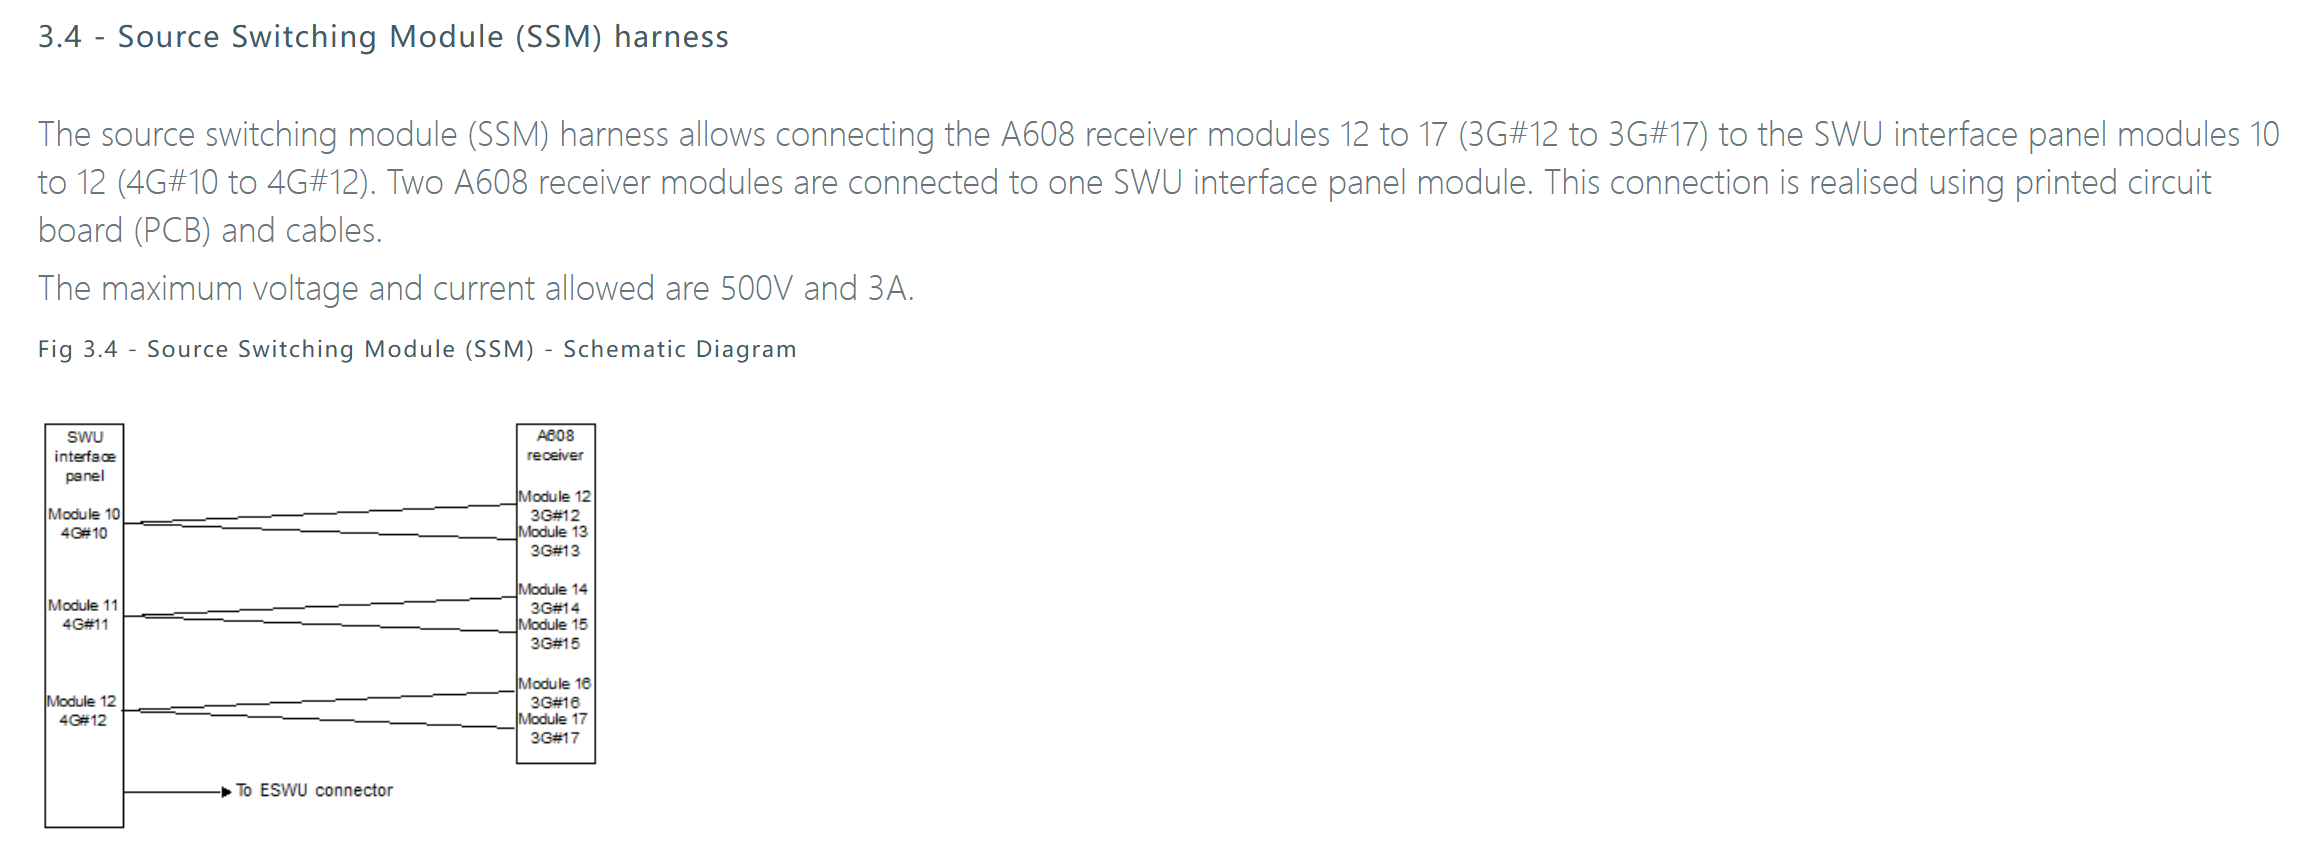 3.4 - Source Switching Module (SSM) harness
The source switching module (SSM) harness allows connecting the A608 receiver modules 12 to 17 (3G#12 to 3G#17) to the SWU interface panel modules 10
to 12 (4G#10 to 4G#12). Two A608 receiver modules are connected to one SWU interface panel module. This connection is realised using printed circuit
board (PCB) and cables.
The maximum voltage and current allowed are 500V and 3A.
Fig 3.4 - Source Switching Module (SSM) - Schematic Diagram
SWU
interface
panel
Module 10
4G#10
Module 11
4G#11
Module 12
4G#12
A608
receiver
Module 12
3G#12
Module 13
3G#13
Module 14
3G#14
Module 15
3G#15
Module 16
3G#16
Module 17
3G#17
To ESWU connector